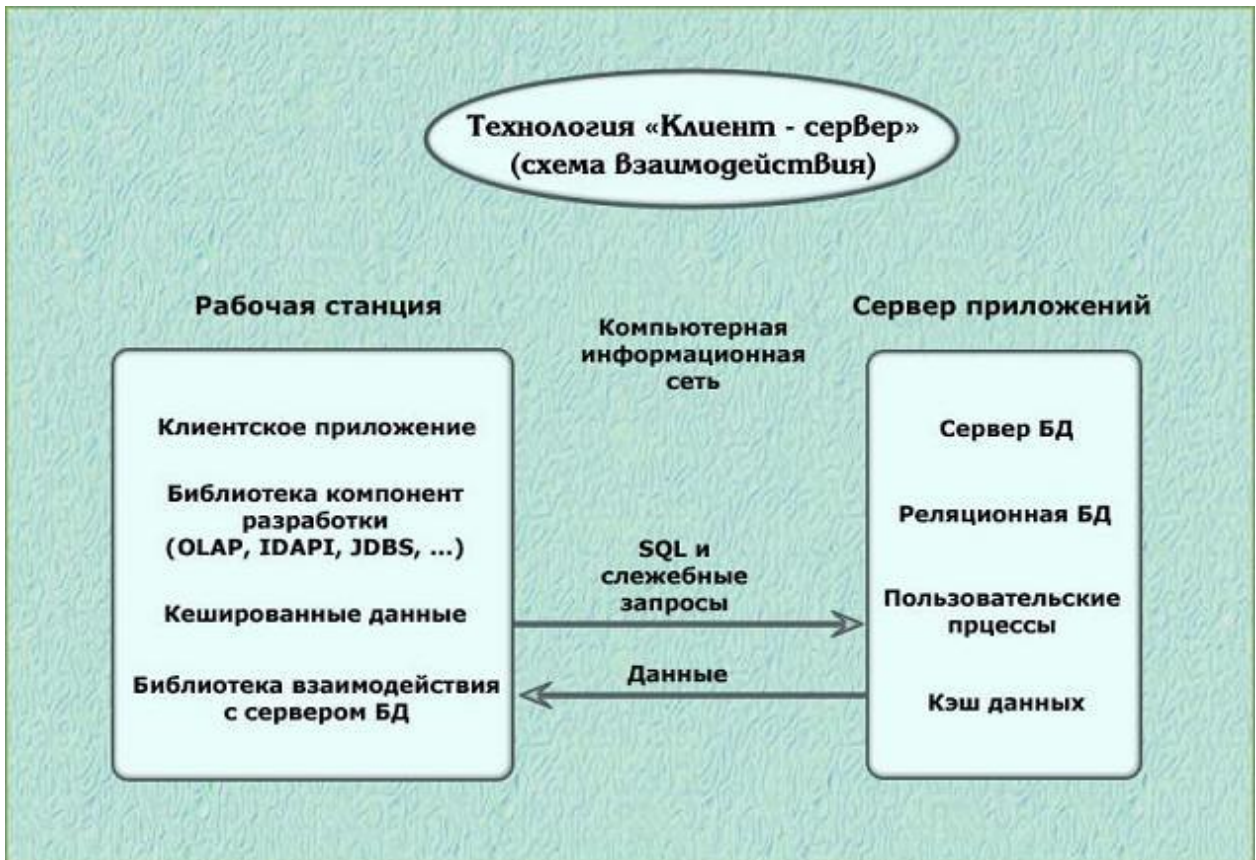 Технология «Клиент - сервер»
(схема взаимодействия)
Рабочая станция
Клиентское приложение
Библиотека компонент
разработки
(OLAP, IDAPI, JDBS, ...)
Кешированные данные
Библиотека взаимодействия
с сервером БД
Компьютерная
информационная
сеть
SQL и
слежебные
запросы
Данные
Сервер приложений
Сервер БД
Реляционная БД
Пользовательские
прцессы
Кэш данных